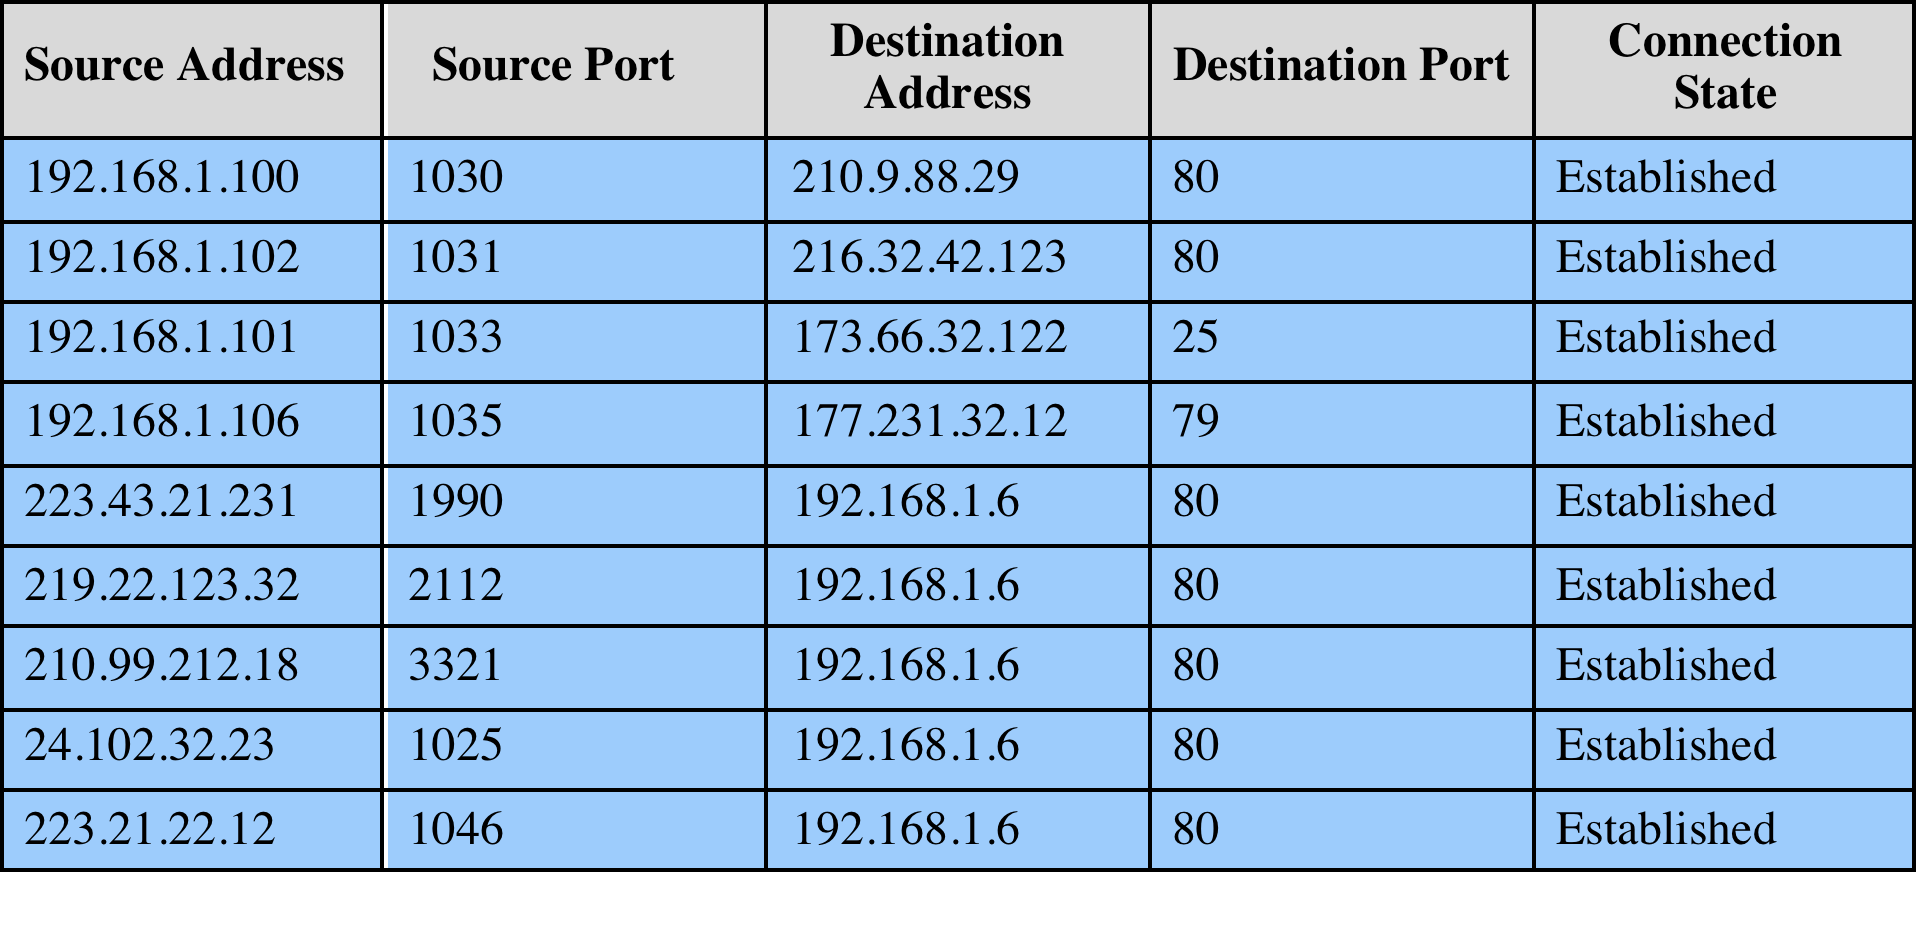 Source Address Source Port Destination Address Destination Port Connection State
192.168.1.100 1030 210.9.88.29 80 Established
192.168.1.102 1031 216.32.42.123 80 Established
192.168.1.101 1033 173.66.32.122 25 Established
192.168.1.106 1035 177.231.32.12 79 Established
223.43.21.231 1990 192.168.1.6 80 Established
219.22.123.32 2112 192.168.1.6 80 Established
210.99.212.18 3321 192.168.1.6 80 Established
24.102.32.23 1025 192.168.1.6 80 Established
223.21.22.12 1046 192.168.1.6 80 Established